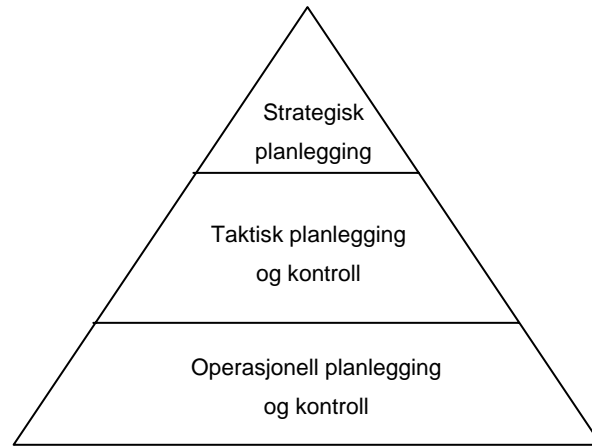 Strategisk
planlegging
Taktisk planlegging
og kontroll
Operasjonell planlegging
og kontroll